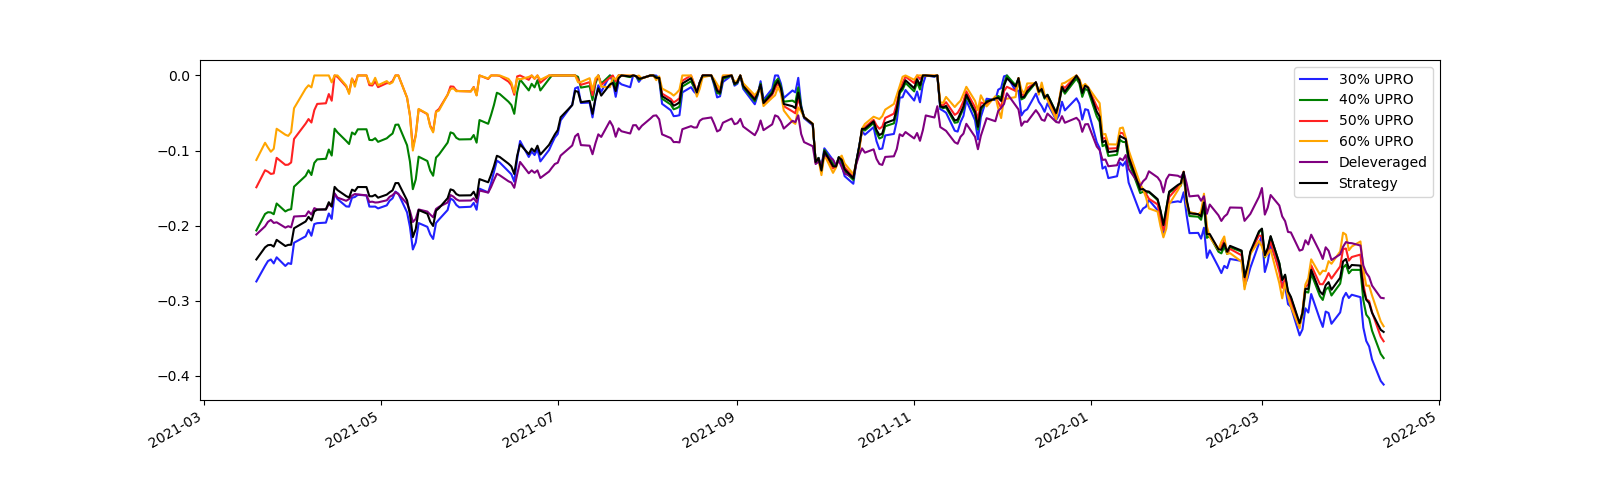 0.0
−0.1
−0.2
−0.3
−0.4
2021-03
2021-05
2021-07
2021-09
2021-11
2022-01
2022-03
2022-05
30% UPRO
40% UPRO
50% UPRO
60% UPRO
Deleveraged
Strategy